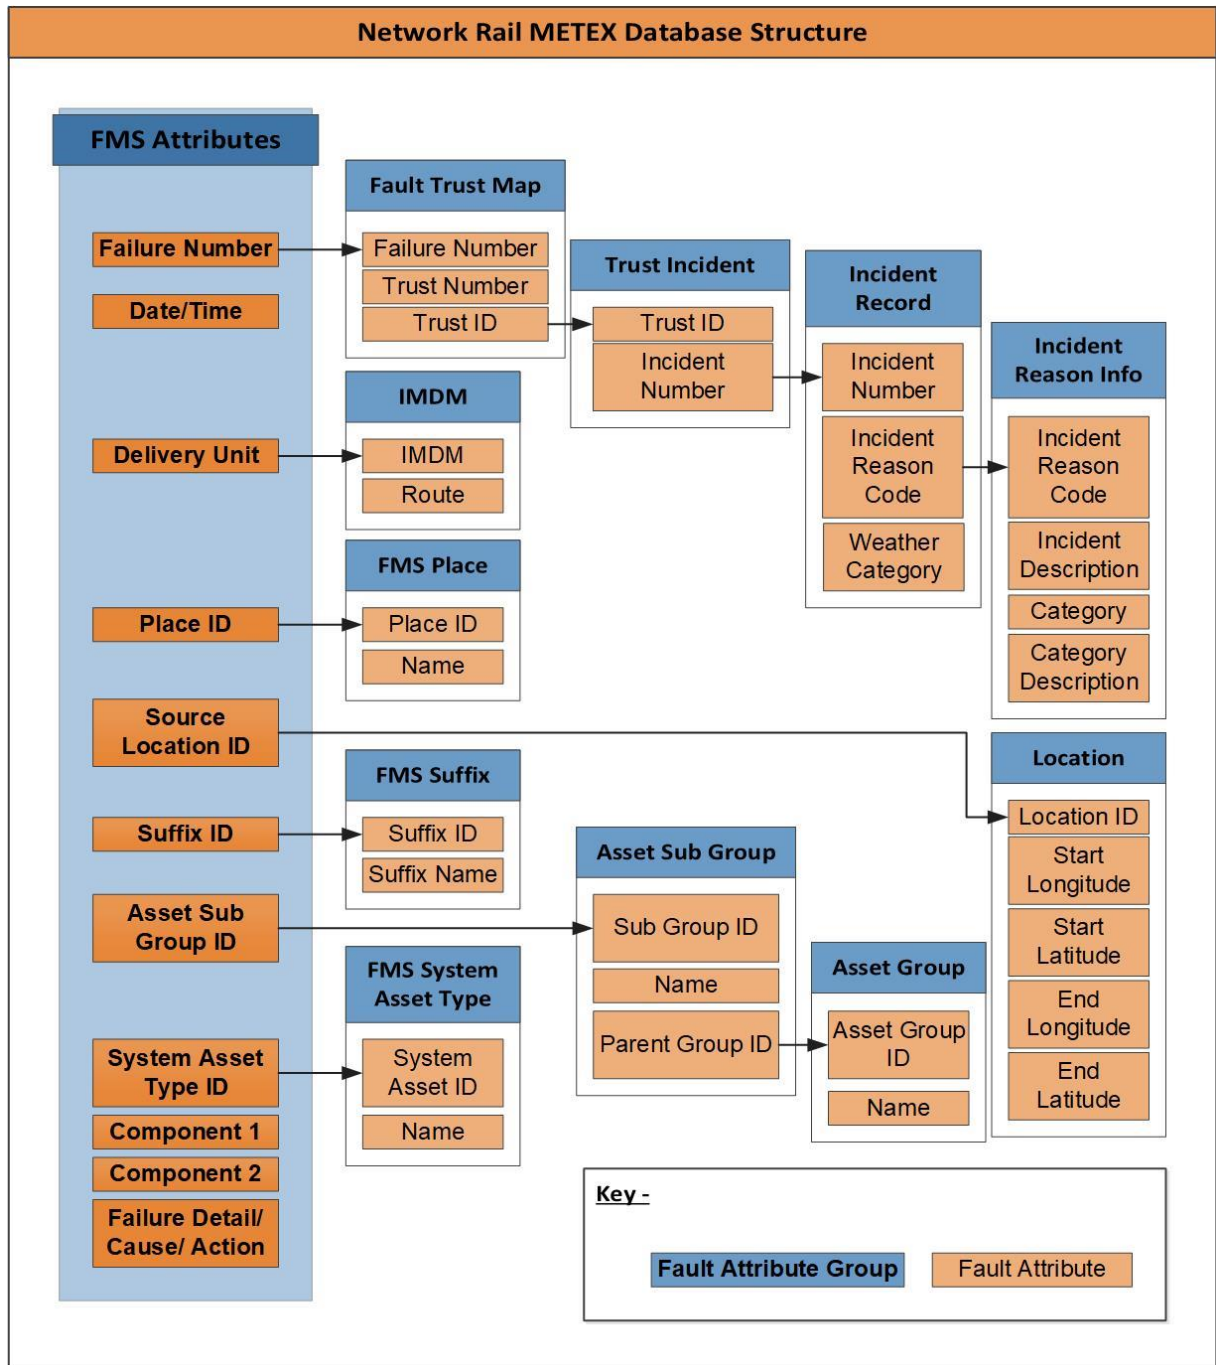 Network Rail METEX Database Structure
FMS Attributes
Failure Number
Date/Time
Delivery Unit
Place ID
Source
Location ID
Suffix ID
Asset Sub
Group ID
System Asset
Type ID
Component 1
Component 2
Failure Detail/
Cause/ Action
Fault Trust Map
Failure Number
Trust Number
Trust ID
IMDM
IMDM
Route
FMS Place
Place ID
Name
FMS Suffix
Suffix ID
Suffix Name
FMS System
Asset Type
System
Asset ID
Name
Trust Incident
Trust ID
Incident
Number
Asset Sub Group
Sub Group ID
Name
Parent Group ID
Incident
Record
Incident
Number
Incident
Reason
Code
Weather
Category
Asset Group
Asset Group
ID
Name
Incident
Reason Info
Incident
Reason
Code
Incident
Description
Category
Category
Description
Location
Location ID
Start
Longitude
Start
Latitude
End
Longitude
End
Latitude
Key -
Fault Attribute Group
Fault Attribute